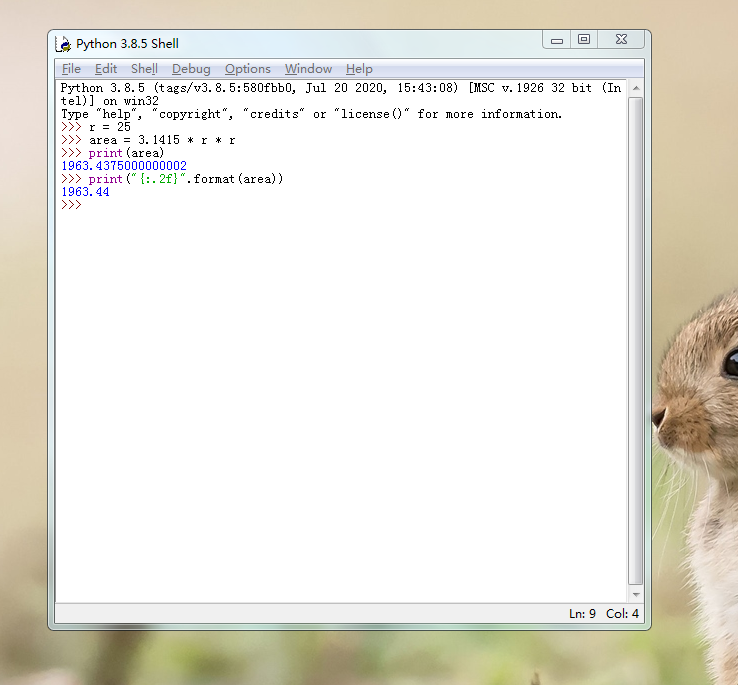 Python 3.8.5 Shell
File Edit Shell Debug Options Window Help
Python 3.8.5 (tags/v3.8.5:580fbb0, Jul 20 2020, 15:43:08) [MSC v.1926 32 bit (In
tel)] on win32
Type "help", "copyright", "credits" or "license()" for more information.
>>> r = 25
>>> area = 3.1415 * r * r
>>> print(area)
1963.4375000000002
>>> print("{:.2f}".format(area))
1963.44
>>>
Ln: 9 Col: 4